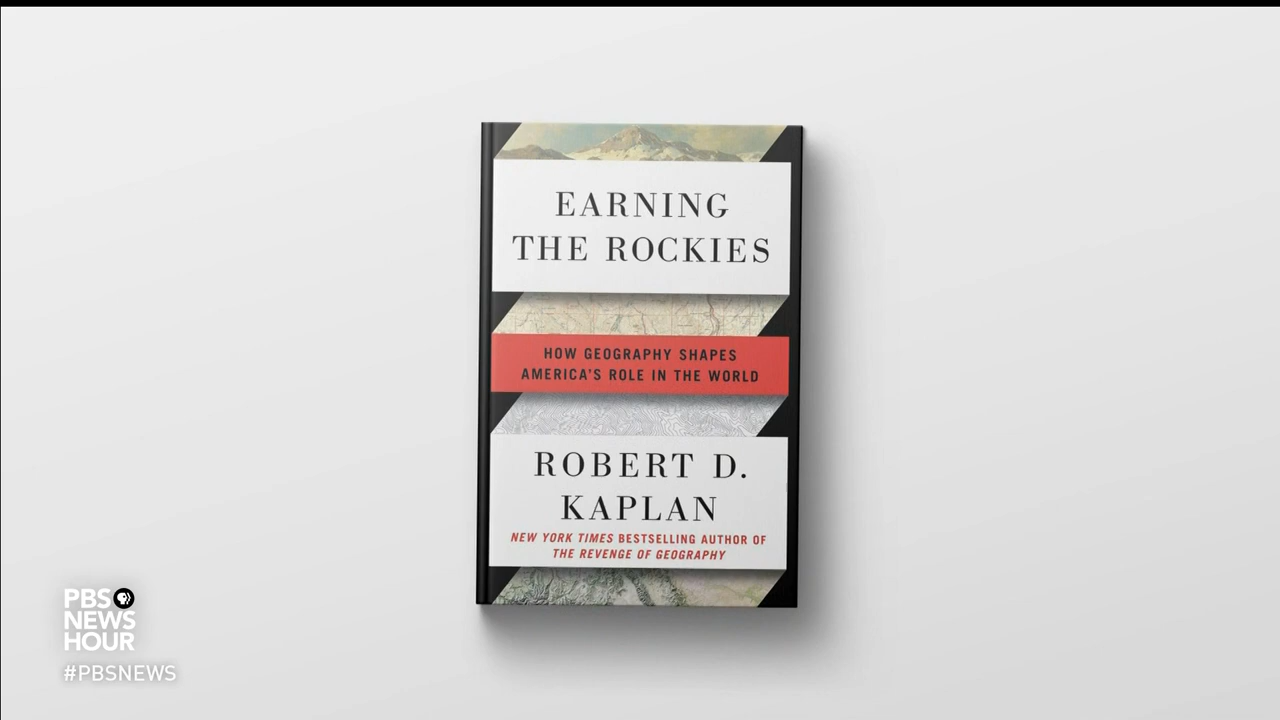 EARNING
THE ROCKIES
HOW GEOGRAPHY SHAPES
AMERICA'S ROLE IN THE WORLD
ROBERT D.
KAPLAN
NEW YORK TIMES BESTSELLING AUTHOR OF
THE REVENGE OF GEOGRAPHY
PBS
NEWS
HOUR
#PBSNEWS